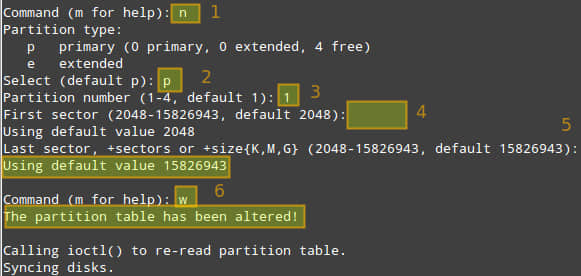 Command (m for help): n 1
Partition type:
p primary (0 primary, 0 extended, 4 free)
e extended
Select (default p): p 2
Partition number (1-4, default 1): 1 3
First sector (2048-15826943, default 2048): 4
Using default value 2048
5
Last sector, +sectors or +size{K,M,G} (2048-15826943, default 15826943):
Using default value 15826943
Command (m for help): w 6
The partition table has been altered!
Calling ioctl() to re-read partition table.
Syncing disks.